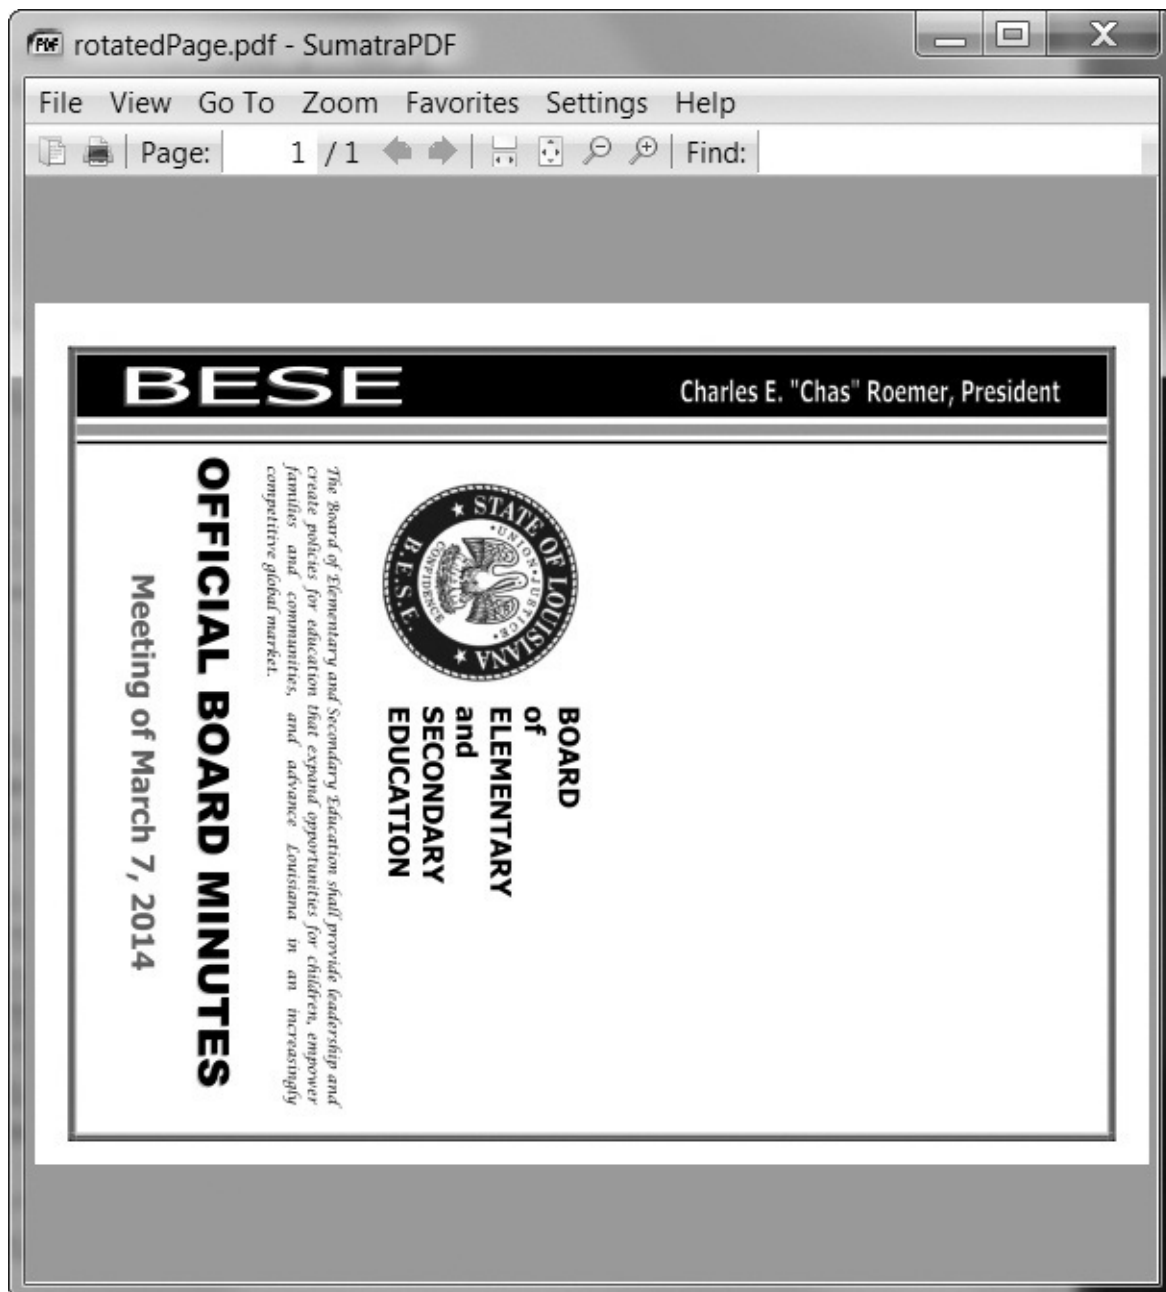 rotatedPage.pdf - SumatraPDF
File View Go To Zoom Favorites Settings Help
Page: 1 / 1 Find:
BESE
Charles E. "Chas" Roemer, President
STATE OF LOUISIANA
B.E.S.E.
UNION·JUSTICE
CONFIDENCE
BOARD
of
ELEMENTARY
and
SECONDARY
EDUCATION
The Board of Elementary and Secondary Education shall provide leadership and
create policies for education that expand opportunities for children, empower
families and communities, and advance Louisiana in an increasingly
competitive global market.
OFFICIAL BOARD MINUTES
Meeting of March 7, 2014